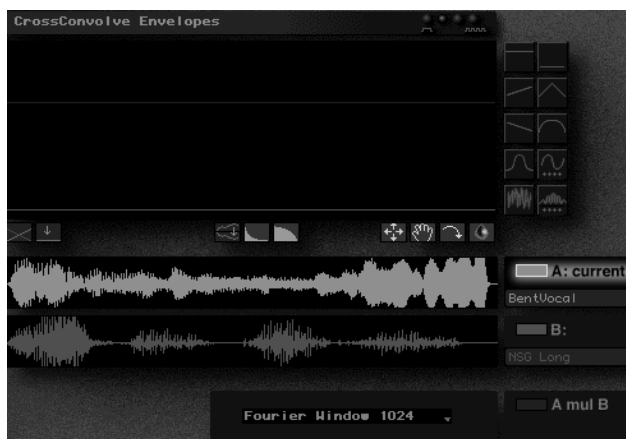 CrossConvolve Envelopes
A: current
BentVocal
B:
NSG Long
A mul B
Fourier Window 1024